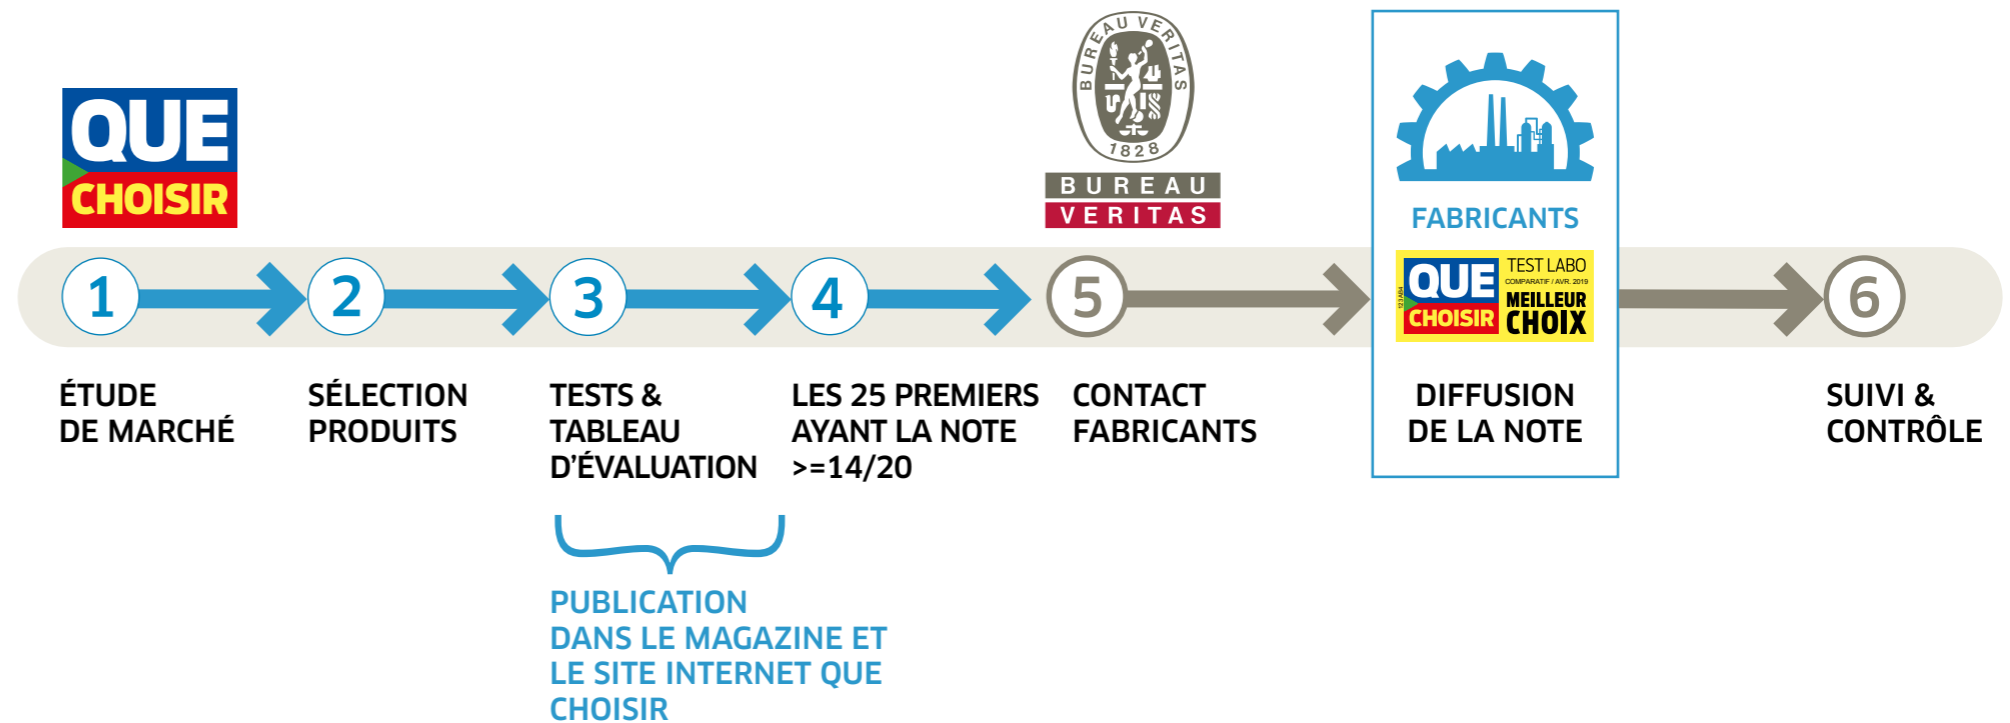 QUE
CHOISIR
BUREAU VERITAS
1828
BUREAU
VERITAS
FABRICANTS
1
2
3
4
5
QUE
CHOISIR
TEST LABO
COMPARATIF / AVR. 2019
MEILLEUR
CHOIX
6
ÉTUDE
DE MARCHÉ
SÉLECTION
PRODUITS
TESTS &
TABLEAU
D'ÉVALUATION
LES 25 PREMIERS
AYANT LA NOTE
>=14/20
CONTACT
FABRICANTS
DIFFUSION
DE LA NOTE
SUIVI &
CONTRÔLE
PUBLICATION
DANS LE MAGAZINE ET
LE SITE INTERNET QUE
CHOISIR